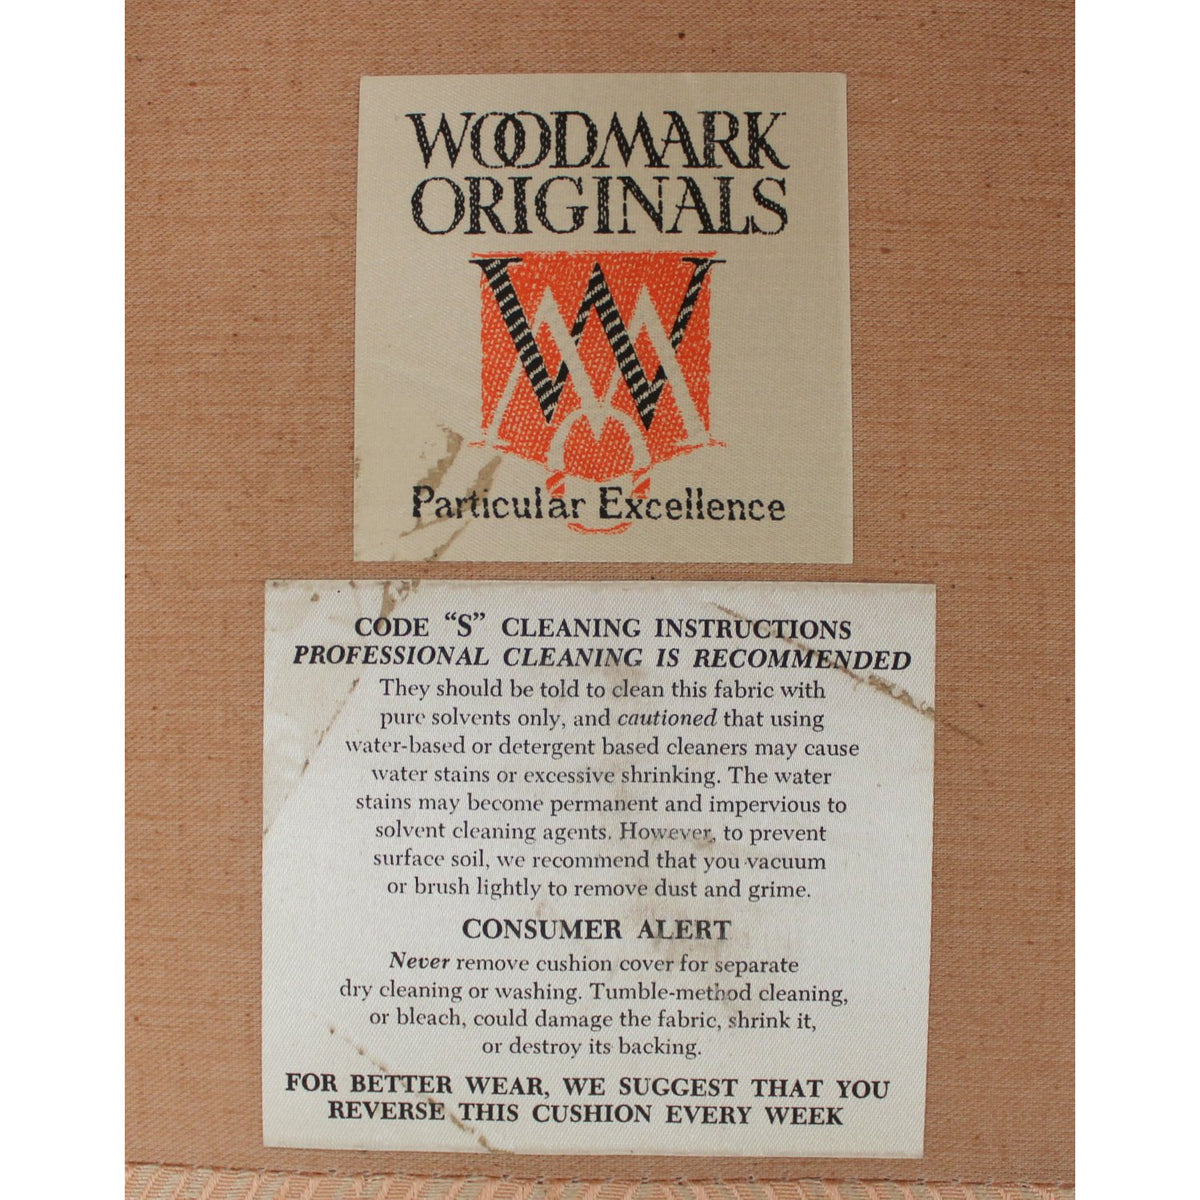 WOODMARK
ORIGINALS
Particular Excellence
CODE “S” CLEANING INSTRUCTIONS
PROFESSIONAL CLEANING IS RECOMMENDED
They should be told to clean this fabric with
pure solvents only, and cautioned that using
water-based or detergent based cleaners may cause
water stains or excessive shrinking. The water
stains may become permanent and impervious to
solvent cleaning agents. However, to prevent
surface soil, we recommend that you vacuum
or brush lightly to remove dust and grime.
CONSUMER ALERT
Never remove cushion cover for separate
dry cleaning or washing. Tumble-method cleaning,
or bleach, could damage the fabric, shrink it,
or destroy its backing.
FOR BETTER WEAR, WE SUGGEST THAT YOU
REVERSE THIS CUSHION EVERY WEEK